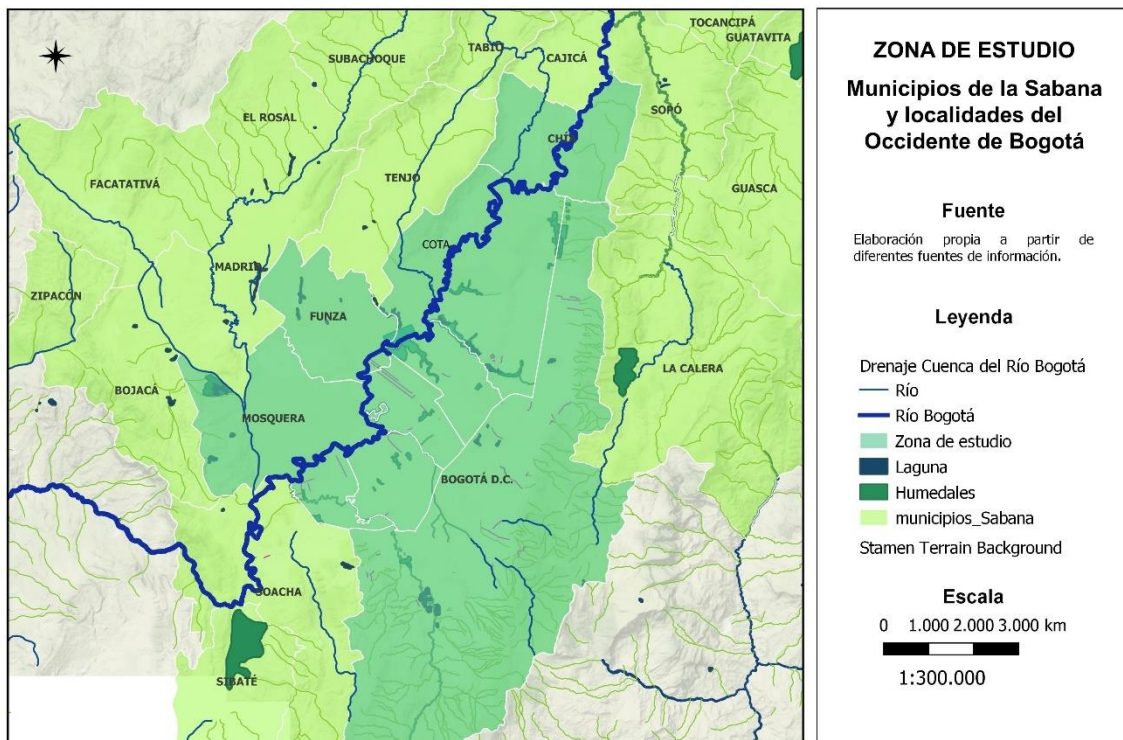 TOCANCIPÁ
GUATAVITA
TABIO
CAJICÁ
SUBACHOQUE
SOPÓ
EL ROSAL
CHÍA
TENJO
FACATATIVÁ
GUASCA
COTA
MADRID
ZIPACÓN
FUNZA
LA CALERA
BOJACÁ
MOSQUERA
BOGOTÁ D.C.
SOACHA
SIBATÉ
ZONA DE ESTUDIO
Municipios de la Sabana
y localidades del
Occidente de Bogotá
Fuente
Elaboración propia a partir de
diferentes fuentes de información.
Leyenda
Drenaje Cuenca del Río Bogotá
Río
Río Bogotá
Zona de estudio
Laguna
Humedales
municipios_Sabana
Stamen Terrain Background
Escala
0 1.000 2.000 3.000 km
1:300.000